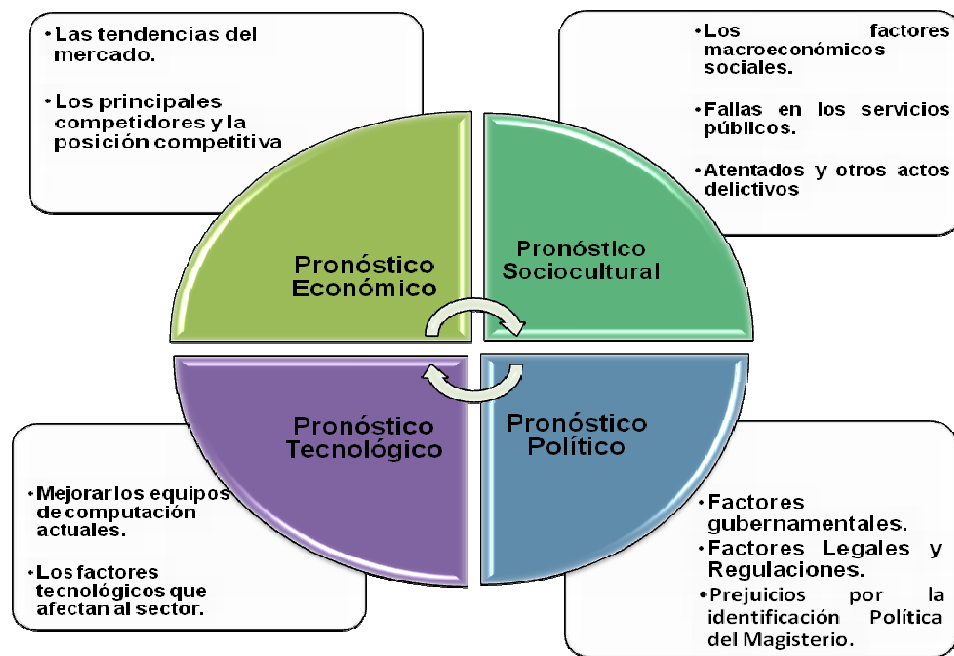 • Las tendencias del
mercado.
• Los principales
competidores y la
posición competitiva
• Los factores
macroeconómicos
sociales.
• Fallas en los servicios
públicos.
• Atentados y otros actos
delictivos
Pronóstico
Económico
Pronóstico
Sociocultural
Pronóstico
Tecnológico
Pronóstico
Político
• Mejorar los equipos
de computación
actuales.
• Los factores
tecnológicos que
afectan al sector.
• Factores
gubernamentales.
• Factores Legales y
Regulaciones.
• Prejuicios por la
identificación Política
del Magisterio.